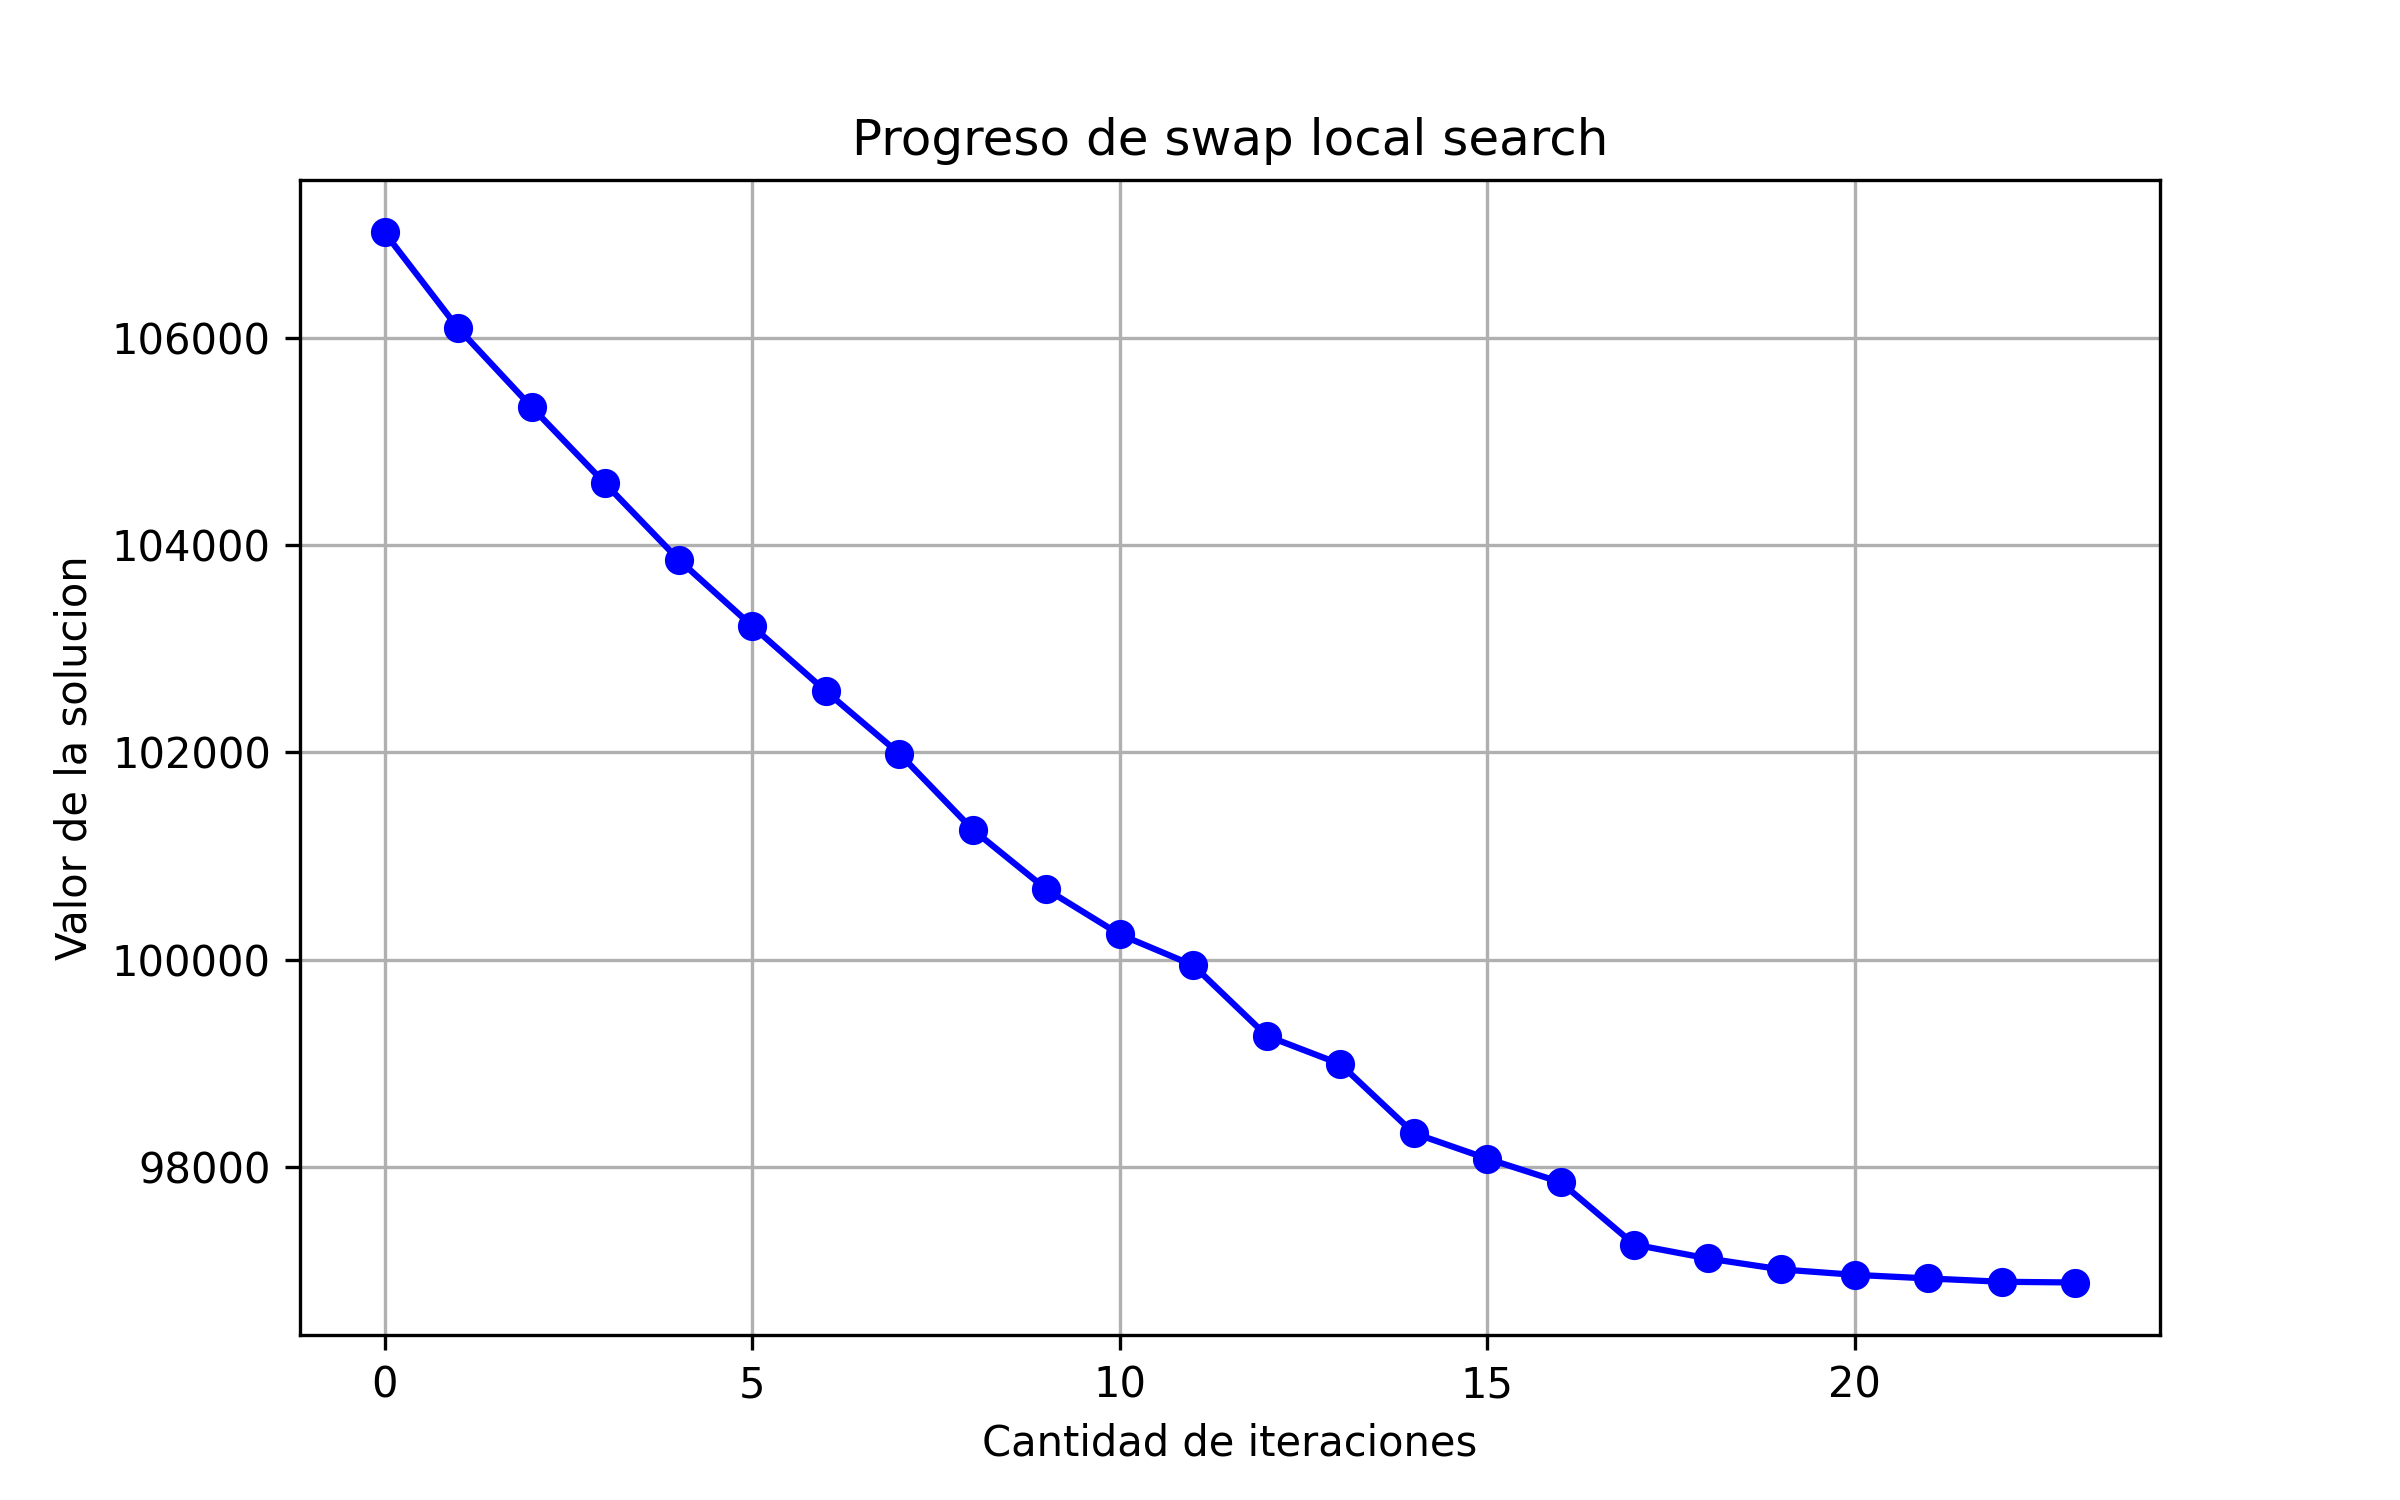 Progreso de swap local search
Valor de la solucion
106000
104000
102000
100000
98000
0 5 10 15 20
Cantidad de iteraciones